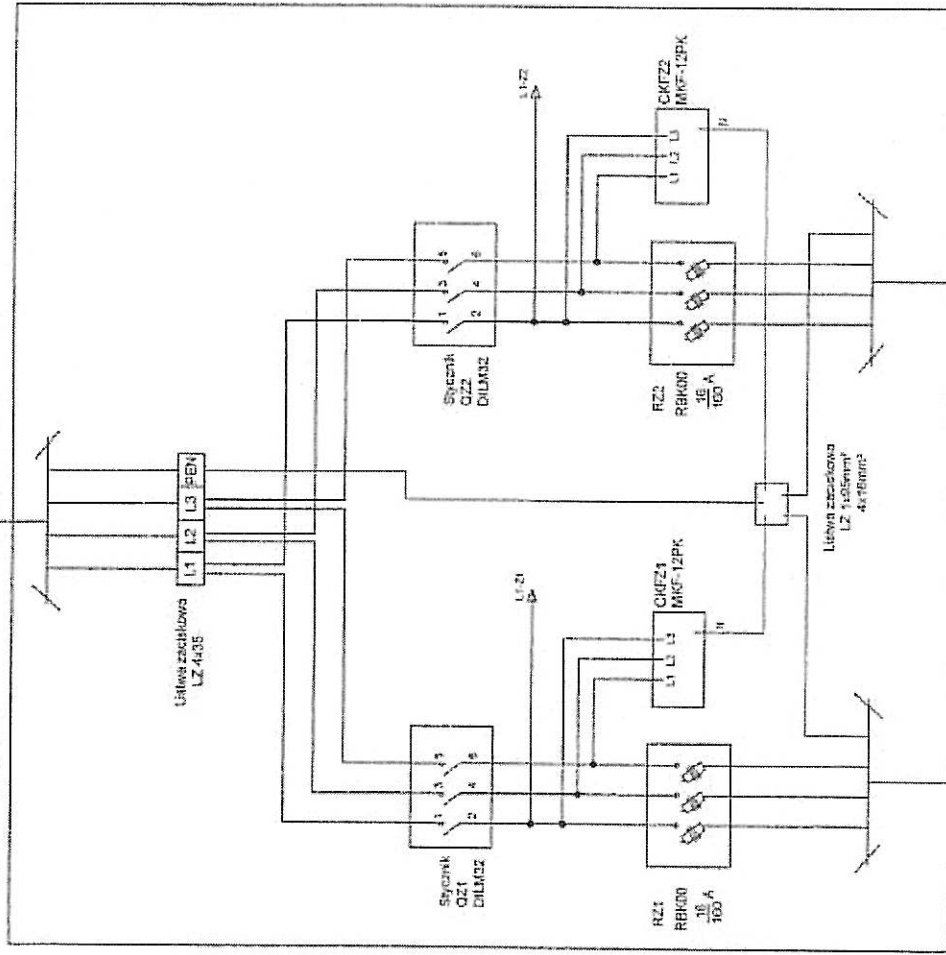 Listwa zaciskowa
LZ 4x35
L1 L2 L3 PEN
Stycznik
QZ1
DILM32
1 3 5
2 4 6
L1-Z1
CKFZ1
MKF-12PK
L1 L2 L3
N
RZ1
RBK00
16 A
160
Stycznik
QZ2
DILM32
1 3 5
2 4 6
L1-Z2
CKFZ2
MKF-12PK
L1 L2 L3
N
RZ2
RBK00
16 A
160
Listwa zaciskowa
LZ 1x95mm²
4x16mm²